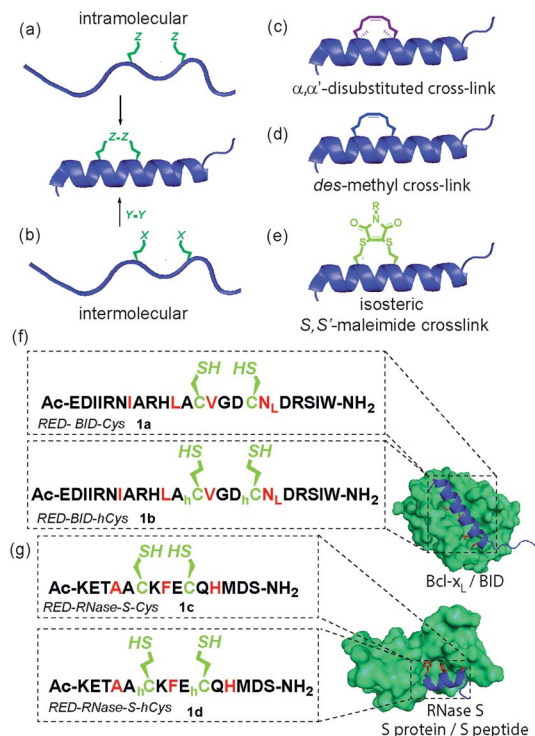 (a)
intramolecular
Z
Z
Z-Z
Y-Y
(b)
X
X
intermolecular
(c)
α,α'-disubstituted cross-link
(d)
des-methyl cross-link
(e)
R
O
N
O
S
S
isosteric
S,S'-maleimide crosslink
(f)
SH
HS
Ac-EDIIRNIARHLACVGDCNLDRSIW-NH2
RED- BID-Cys 1a
HS
SH
Ac-EDIIRNIARHLAhCVGDhCNLDRSIW-NH2
RED-BID-hCys 1b
Bcl-xL / BID
(g)
SH
HS
Ac-KETAACKFECQHMDS-NH2
RED-RNase-S-Cys 1c
HS
SH
Ac-KETAAhCKFEhCQHMDS-NH2
RED-RNase-S-hCys 1d
RNase S
S protein / S peptide